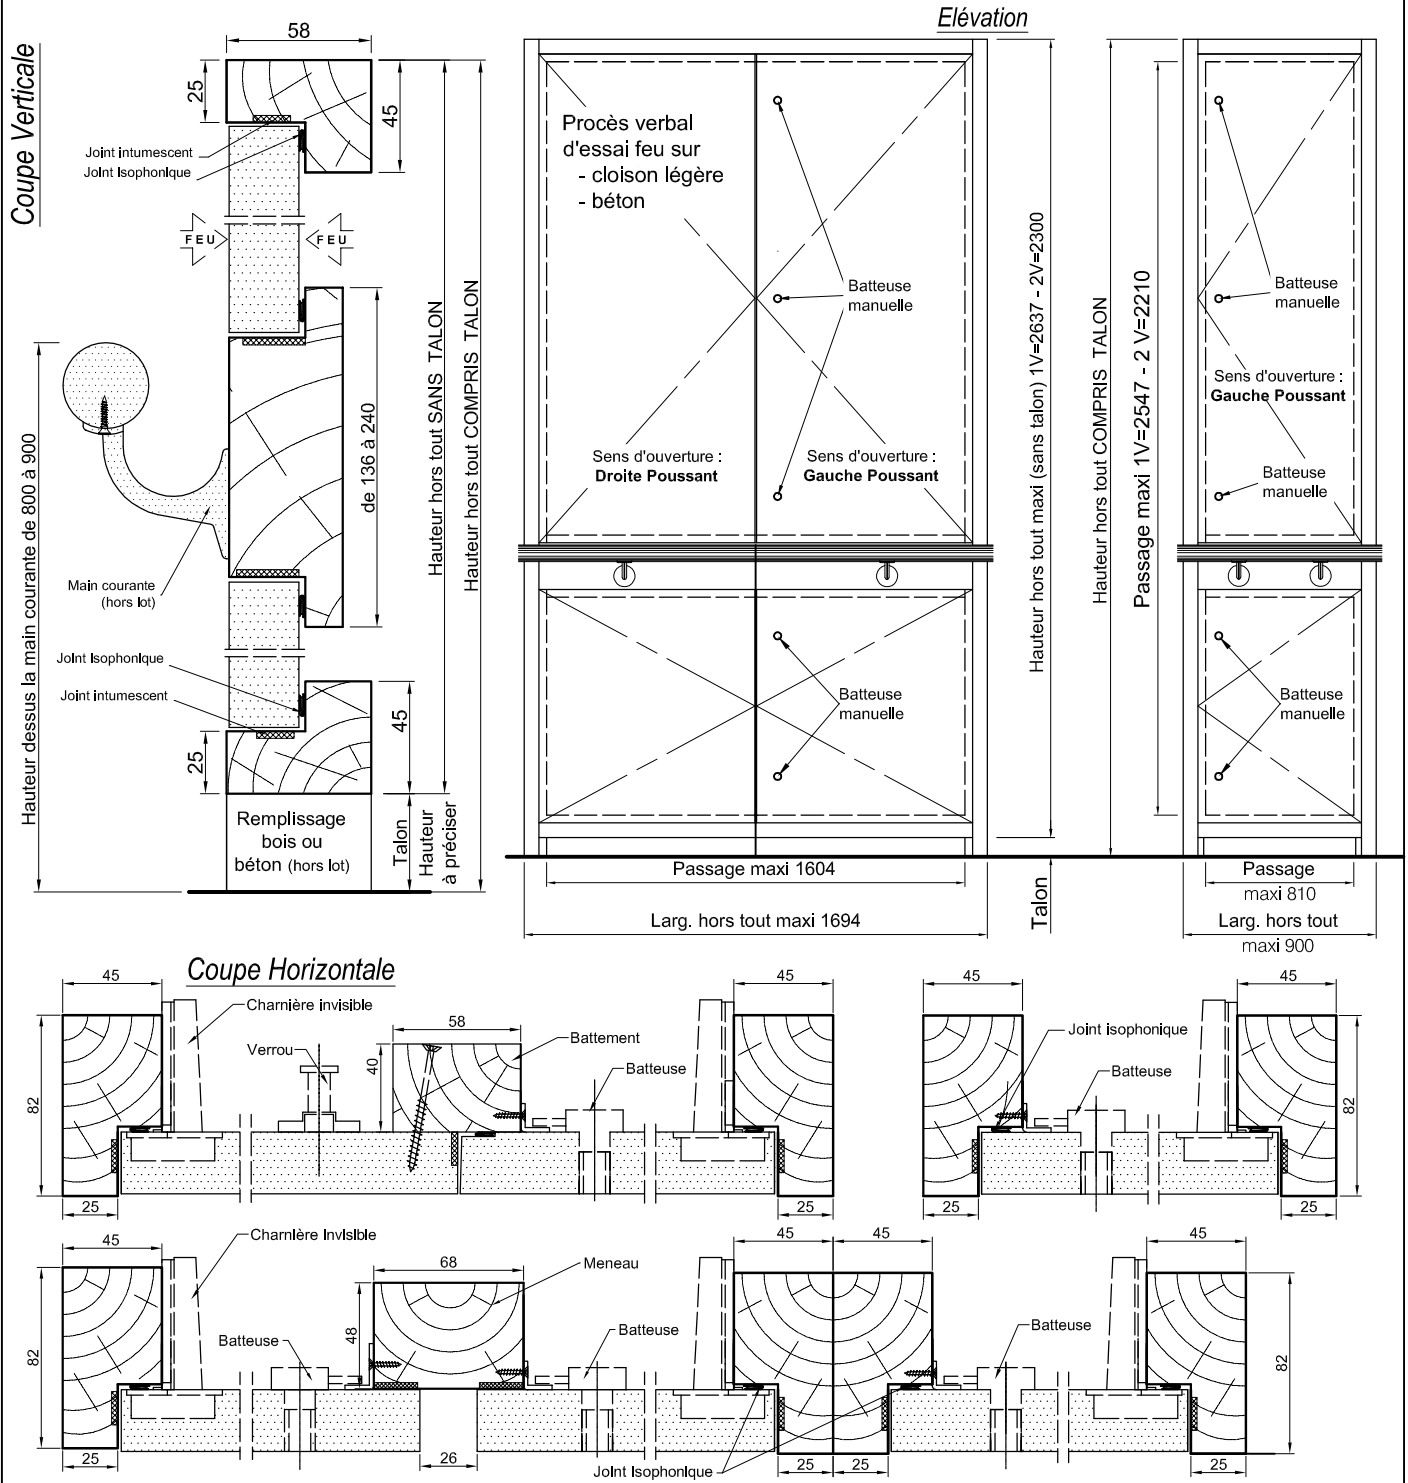 Elévation
Coupe Verticale
58
25
45
Joint intumescent
Joint Isophonique
FEU
FEU
de 136 à 240
Hauteur dessus la main courante de 800 à 900
Main courante
(hors lot)
Joint Isophonique
Joint intumescent
45
25
Remplissage
bois ou
béton (hors lot)
Talon
Hauteur
à préciser
Hauteur hors tout SANS TALON
Hauteur hors tout COMPRIS TALON
Procès verbal
d'essai feu sur
- cloison légère
- béton
Batteuse
manuelle
Sens d'ouverture :
Droite Poussant
Sens d'ouverture :
Gauche Poussant
Batteuse
manuelle
Passage maxi 1604
Larg. hors tout maxi 1694
Hauteur hors tout maxi (sans talon) 1V=2637 - 2V=2300
Talon
Hauteur hors tout COMPRIS TALON
Passage maxi 1V=2547 - 2 V=2210
Batteuse
manuelle
Sens d'ouverture :
Gauche Poussant
Batteuse
manuelle
Batteuse
manuelle
Passage
maxi 810
Larg. hors tout
maxi 900
Coupe Horizontale
45
Charnière invisible
Verrou
58
40
Battement
Batteuse
45
82
25
25
45
Joint isophonique
Batteuse
45
82
25
25
45
Charnière Invisible
68
Meneau
48
Batteuse
Batteuse
45
45
Batteuse
45
82
82
25
26
Joint Isophonique
25
25
25